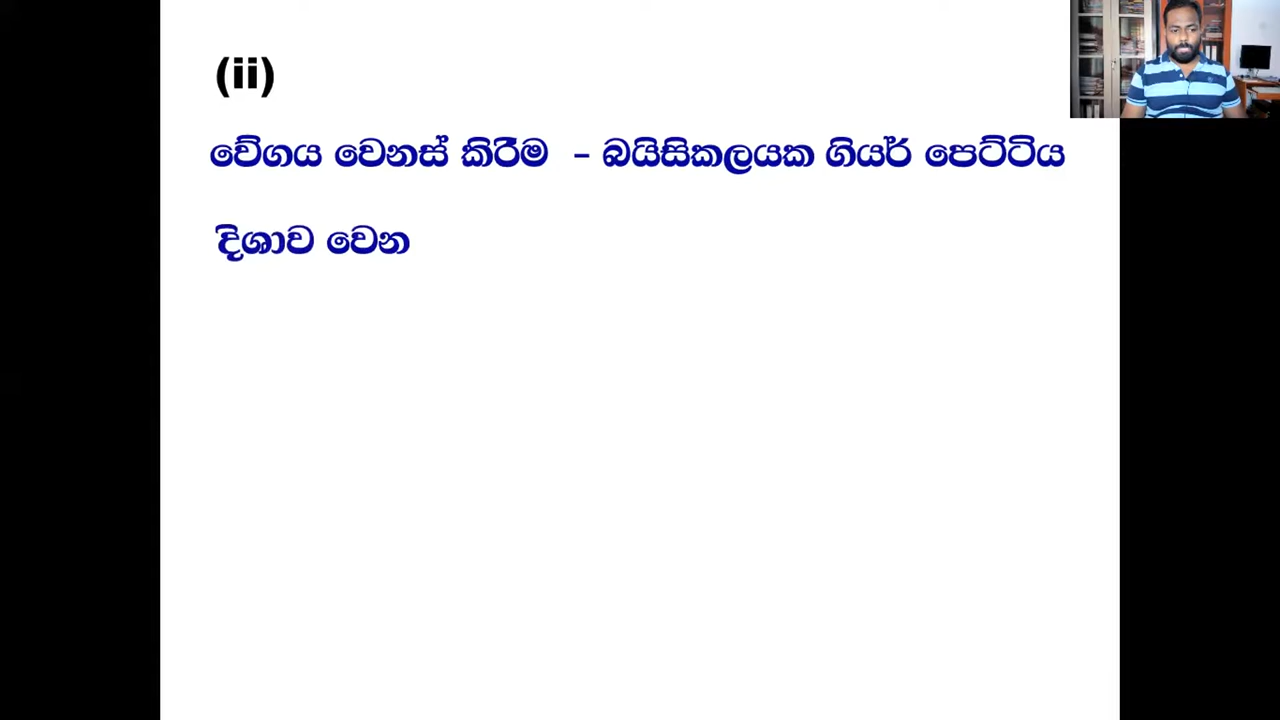 (ii)
වේගය වෙනස් කිරීම – බයිසිකලයක ගියර් පෙට්ටිය
දිශාව වෙන